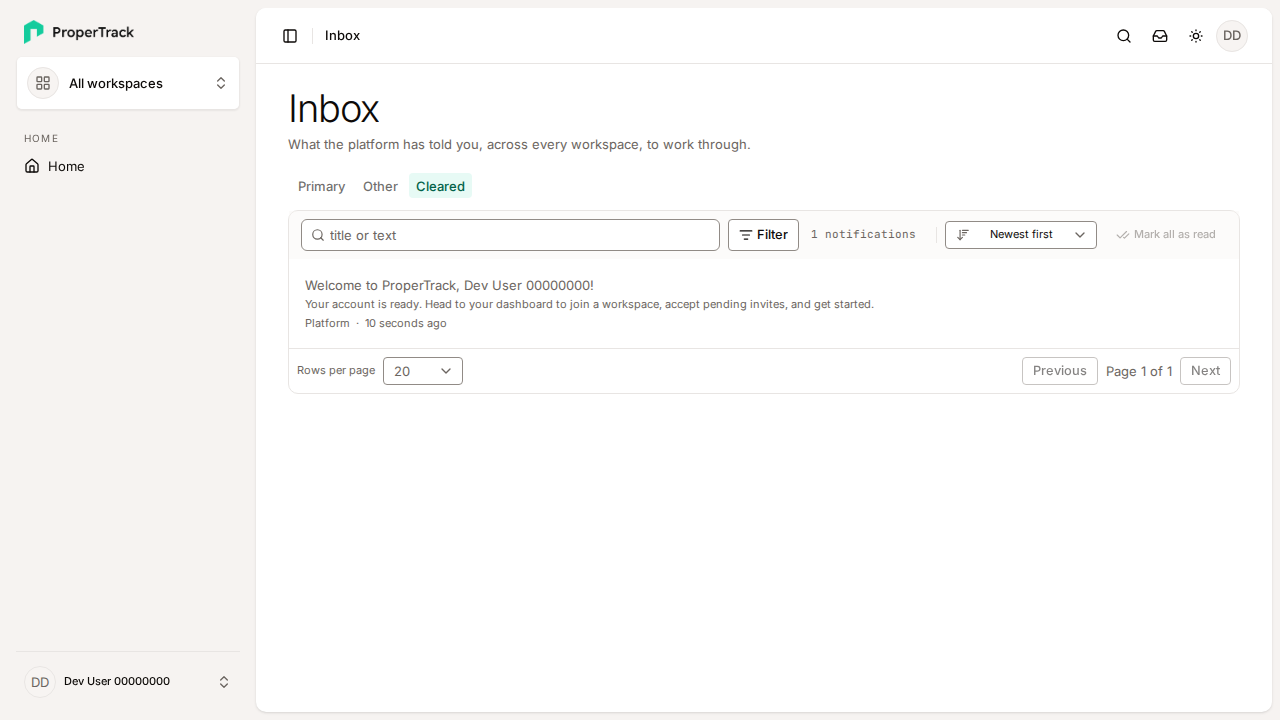 ProperTrack
All workspaces
HOME
Home
DD
Dev User 00000000
Inbox
DD
Inbox
What the platform has told you, across every workspace, to work through.
Primary
Other
Cleared
title or text
Filter
1 notifications
Newest first
Mark all as read
Welcome to ProperTrack, Dev User 00000000!
Your account is ready. Head to your dashboard to join a workspace, accept pending invites, and get started.
Platform · 10 seconds ago
Rows per page
20
Previous
Page 1 of 1
Next